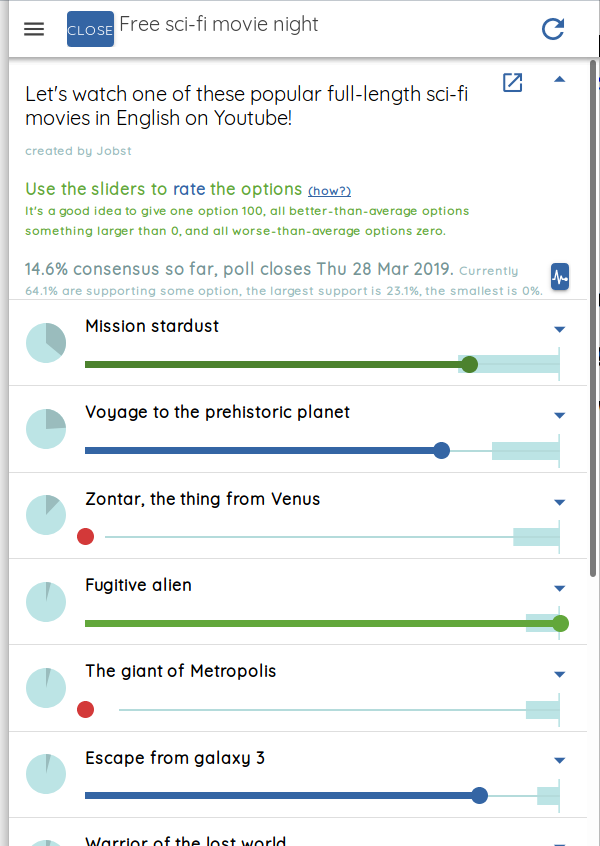 CLOSE Free sci-fi movie night
Let's watch one of these popular full-length sci-fi
movies in English on Youtube!
created by Jobst
Use the sliders to rate the options (how?)
It's a good idea to give one option 100, all better-than-average options
something larger than 0, and all worse-than-average options zero.
14.6% consensus so far, poll closes Thu 28 Mar 2019. Currently
64.1% are supporting some option, the largest support is 23.1%, the smallest is 0%.
Mission stardust
Voyage to the prehistoric planet
Zontar, the thing from Venus
Fugitive alien
The giant of Metropolis
Escape from galaxy 3
Warrior of the lost world